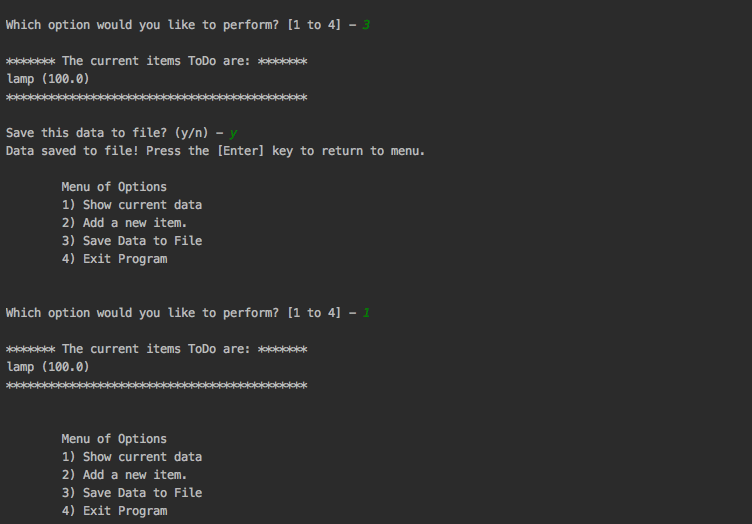 Which option would you like to perform? [1 to 4] - 3
******* The current items ToDo are: *******
lamp (100.0)
*******************************************
Save this data to file? (y/n) - y
Data saved to file! Press the [Enter] key to return to menu.
Menu of Options
1) Show current data
2) Add a new item.
3) Save Data to File
4) Exit Program
Which option would you like to perform? [1 to 4] - 1
******* The current items ToDo are: *******
lamp (100.0)
*******************************************
Menu of Options
1) Show current data
2) Add a new item.
3) Save Data to File
4) Exit Program